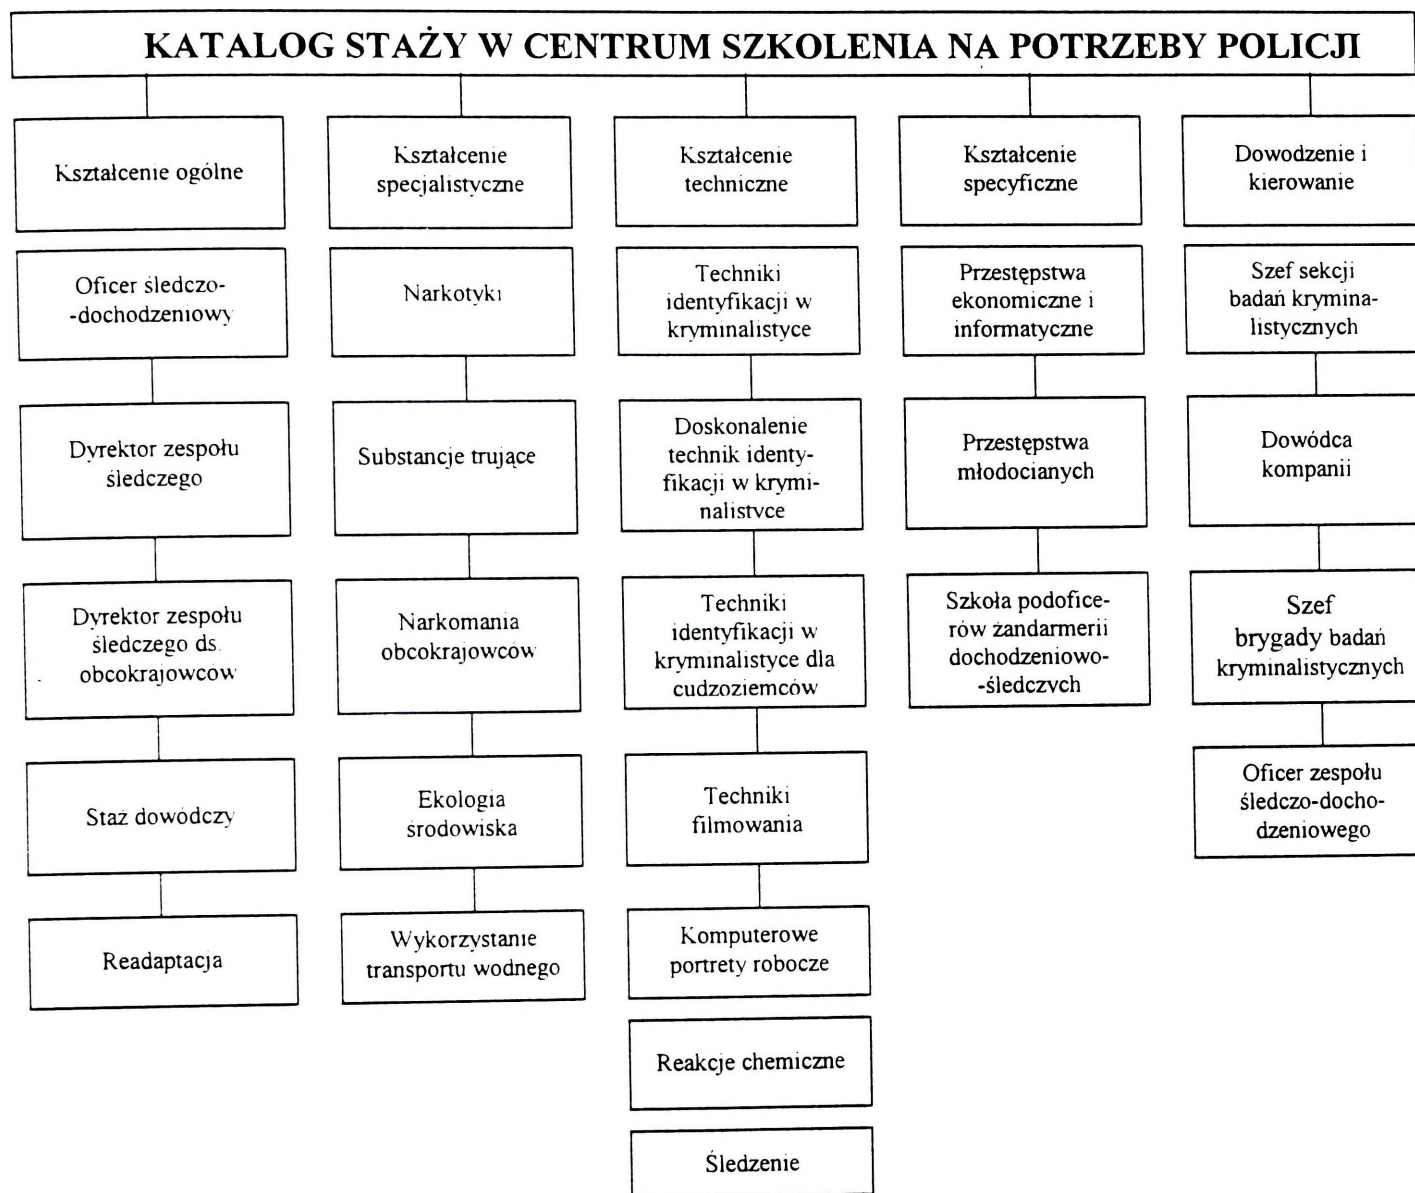 KATALOG STAŻY W CENTRUM SZKOLENIA NA POTRZEBY POLICJI
Kształcenie ogólne
Oficer śledczo-
-dochodzeniowy
Dyrektor zespołu
śledczego
Dyrektor zespołu
śledczego ds.
obcokrajowców
Staż dowódczy
Readaptacja
Kształcenie
specjalistyczne
Narkotyki
Substancje trujące
Narkomania
obcokrajowców
Ekologia
środowiska
Wykorzystanie
transportu wodnego
Kształcenie
techniczne
Techniki
identyfikacji w
kryminalistyce
Doskonalenie
technik identy-
fikacji w krymi-
nalistyce
Techniki
identyfikacji w
kryminalistyce dla
cudzoziemców
Techniki
filmowania
Komputerowe
portrety robocze
Reakcje chemiczne
Śledzenie
Kształcenie
specyficzne
Przestępstwa
ekonomiczne i
informatyczne
Przestępstwa
młodocianych
Szkoła podofice-
rów żandarmerii
dochodzeniowo-
-śledczych
Dowodzenie i
kierowanie
Szef sekcji
badań krymina-
listycznych
Dowódca
kompanii
Szef
brygady badań
kryminalistycznych
Oficer zespołu
śledczo-docho-
dzeniowego